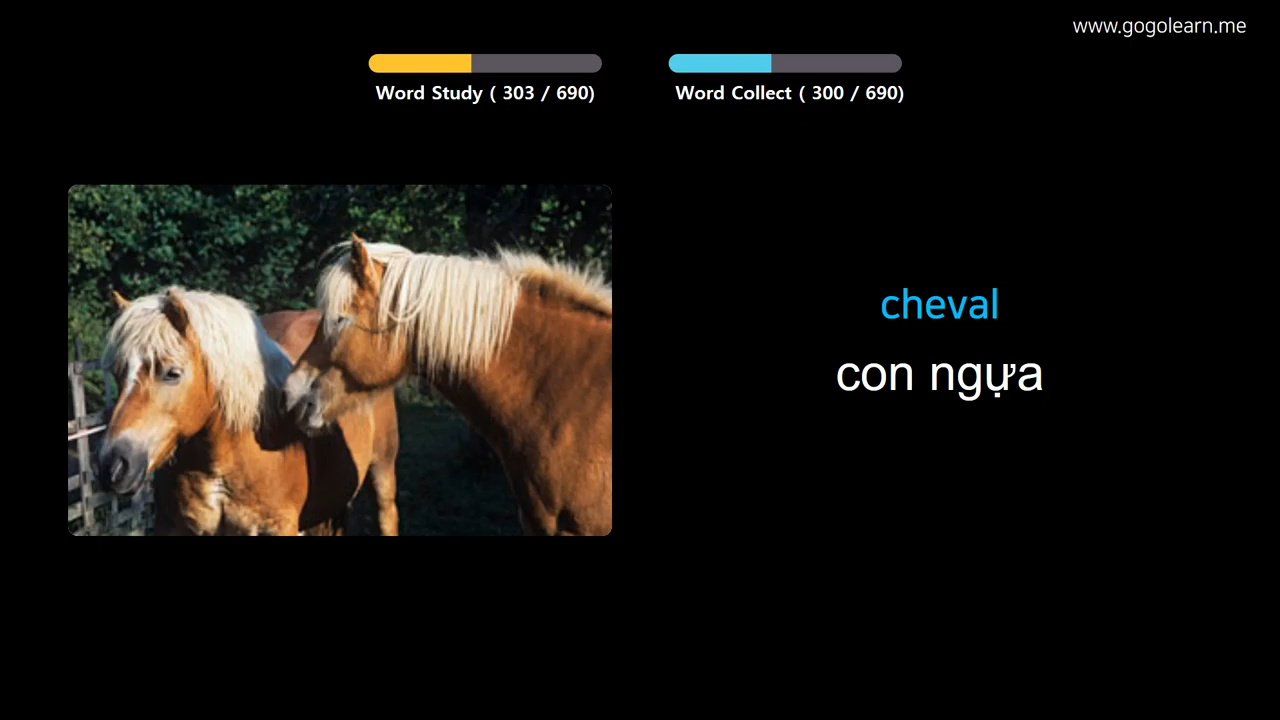 www.gogolearn.me
Word Study ( 303 / 690)
Word Collect ( 300 / 690)
cheval
con ngựa